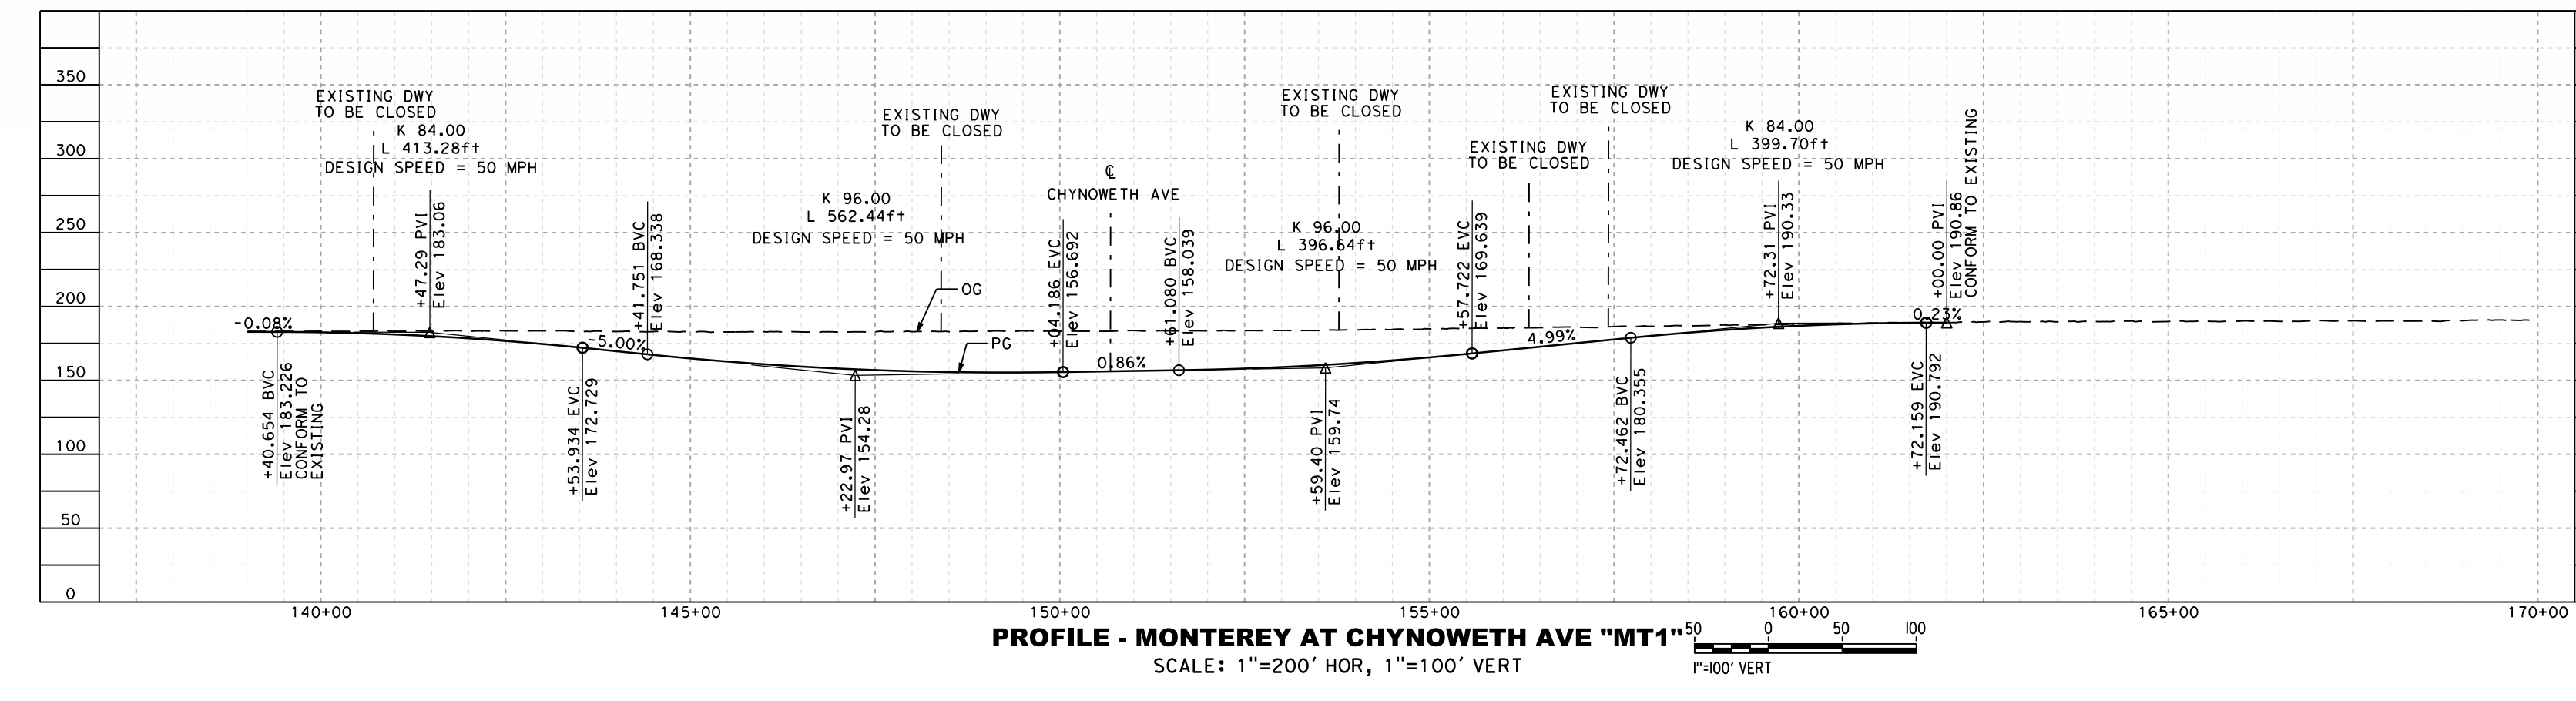 350
300
250
200
150
100
50
0
EXISTING DWY
TO BE CLOSED
K 84.00
L 413.28ft
DESIGN SPEED = 50 MPH
EXISTING DWY
TO BE CLOSED
K 96.00
L 562.44ft
DESIGN SPEED = 50 MPH
℄
CHYNOWETH AVE
EXISTING DWY
TO BE CLOSED
K 96.00
L 396.64ft
DESIGN SPEED = 50 MPH
EXISTING DWY
TO BE CLOSED
EXISTING DWY
TO BE CLOSED
K 84.00
L 399.70ft
DESIGN SPEED = 50 MPH
+47.29 PVI
Elev 183.06
+41.751 BVC
Elev 168.338
+04.186 EVC
Elev 156.692
+61.080 BVC
Elev 158.039
+57.722 EVC
Elev 169.639
+72.31 PVI
Elev 190.33
+00.00 PVI
Elev 190.86
CONFORM TO EXISTING
OG
PG
-0.08%
-5.00%
0.86%
4.99%
0.23%
+40.654 BVC
Elev 183.226
CONFORM TO
EXISTING
+53.934 EVC
Elev 172.729
+22.97 PVI
Elev 154.28
+59.40 PVI
Elev 159.74
+72.462 BVC
Elev 180.355
+72.159 EVC
Elev 190.792
140+00 145+00 150+00 155+00 160+00 165+00 170+00
PROFILE - MONTEREY AT CHYNOWETH AVE "MT1"
SCALE: 1"=200' HOR, 1"=100' VERT
50 0 50 100
1"=100' VERT